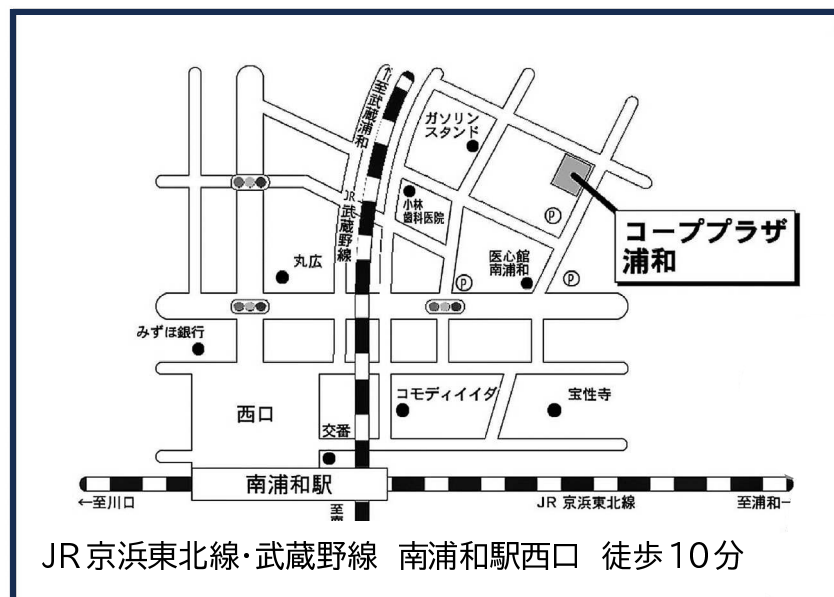 ↑至武蔵浦和
ガソリン
スタンド
JR武蔵野線
小林
歯科医院
P
コーププラザ
浦和
丸広
医心館
南浦和
P
P
みずほ銀行
コモディイイダ
宝性寺
西口
交番
南浦和駅
←至川口
至南
JR 京浜東北線
至浦和
JR京浜東北線・武蔵野線 南浦和駅西口 徒歩10分